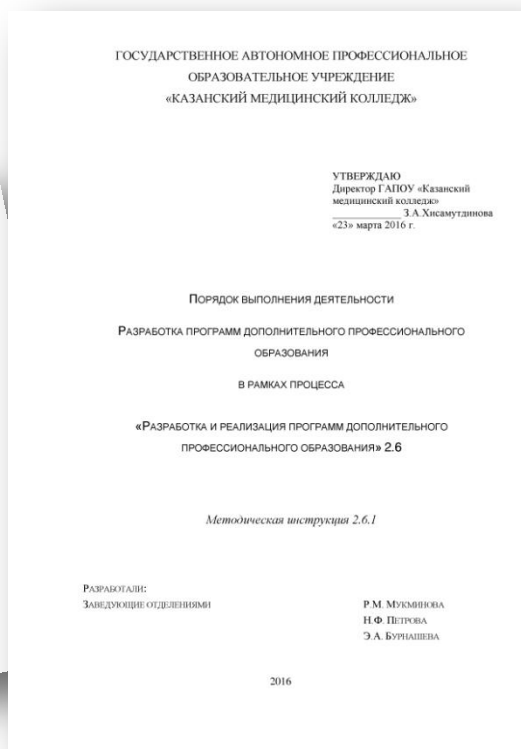 ГОСУДАРСТВЕННОЕ АВТОНОМНОЕ ПРОФЕССИОНАЛЬНОЕ
ОБРАЗОВАТЕЛЬНОЕ УЧРЕЖДЕНИЕ
«КАЗАНСКИЙ МЕДИЦИНСКИЙ КОЛЛЕДЖ»
УТВЕРЖДАЮ
Директор ГАПОУ «Казанский
медицинский колледж»
____________ З.А.Хисамутдинова
«23» марта 2016 г.
ПОРЯДОК ВЫПОЛНЕНИЯ ДЕЯТЕЛЬНОСТИ
РАЗРАБОТКА ПРОГРАММ ДОПОЛНИТЕЛЬНОГО ПРОФЕССИОНАЛЬНОГО
ОБРАЗОВАНИЯ
В РАМКАХ ПРОЦЕССА
«РАЗРАБОТКА И РЕАЛИЗАЦИЯ ПРОГРАММ ДОПОЛНИТЕЛЬНОГО
ПРОФЕССИОНАЛЬНОГО ОБРАЗОВАНИЯ» 2.6
Методическая инструкция 2.6.1
РАЗРАБОТАЛИ:
ЗАВЕДУЮЩИЕ ОТДЕЛЕНИЯМИ
Р.М. МУКМИНОВА
Н.Ф. ПЕТРОВА
Э.А. БУРНАШЕВА
2016